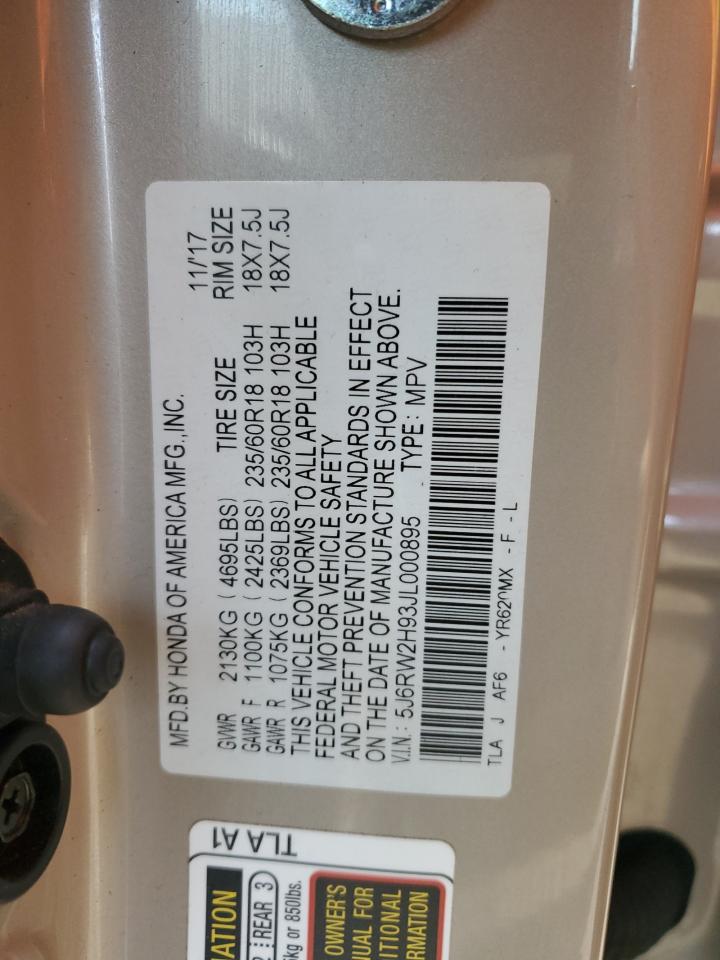 MFD.BY HONDA OF AMERICA MFG.,INC. 11/'17
TIRE SIZE RIM SIZE
GVWR 2130KG ( 4695LBS)
GAWR F 1100KG ( 2425LBS) 235/60R18 103H 18X7.5J
GAWR R 1075KG ( 2369LBS) 235/60R18 103H 18X7.5J
THIS VEHICLE CONFORMS TO ALL APPLICABLE
FEDERAL MOTOR VEHICLE SAFETY
AND THEFT PREVENTION STANDARDS IN EFFECT
ON THE DATE OF MANUFACTURE SHOWN ABOVE.
V.I.N.: 5J6RW2H93JL000895 TYPE: MPV
TLA J AF6 - YR620MX - F - L
TLA A1
REAR 3
or 850lbs.
OWNER'S
FOR